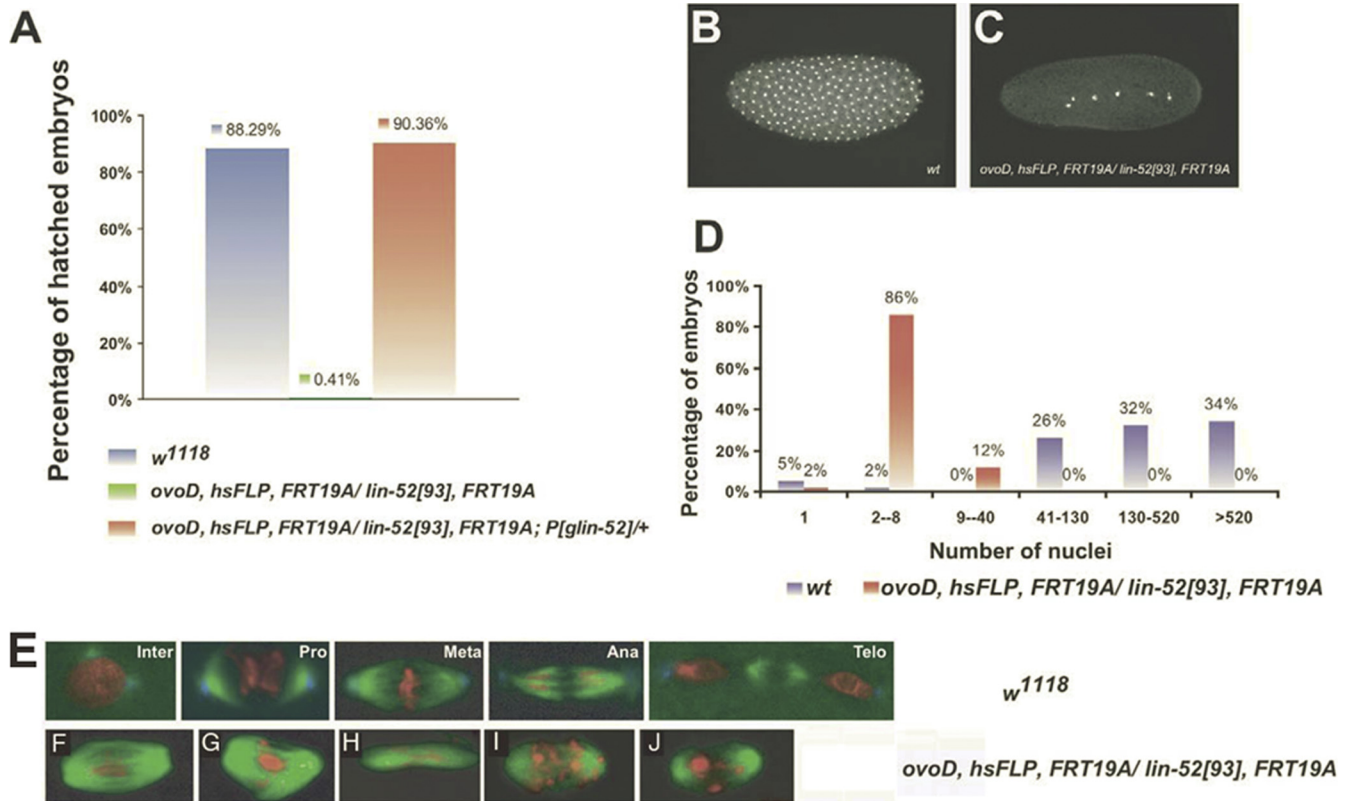 A
Percentage of hatched embryos
100%
80%
60%
40%
20%
0%
88.29%
0.41%
90.36%
w1118
ovoD, hsFLP, FRT19A/ lin-52[93], FRT19A
ovoD, hsFLP, FRT19A/ lin-52[93], FRT19A; P[glin-52]/+
B
wt
C
ovoD, hsFLP, FRT19A/ lin-52[93], FRT19A
D
Percentage of embryos
100%
80%
60%
40%
20%
0%
5% 2%
2% 86%
0% 12%
26% 0%
32% 0%
34% 0%
1 2--8 9--40 41-130 130-520 >520
Number of nuclei
wt ovoD, hsFLP, FRT19A/ lin-52[93], FRT19A
E
Inter Pro Meta Ana Telo
w1118
F G H I J
ovoD, hsFLP, FRT19A/ lin-52[93], FRT19A